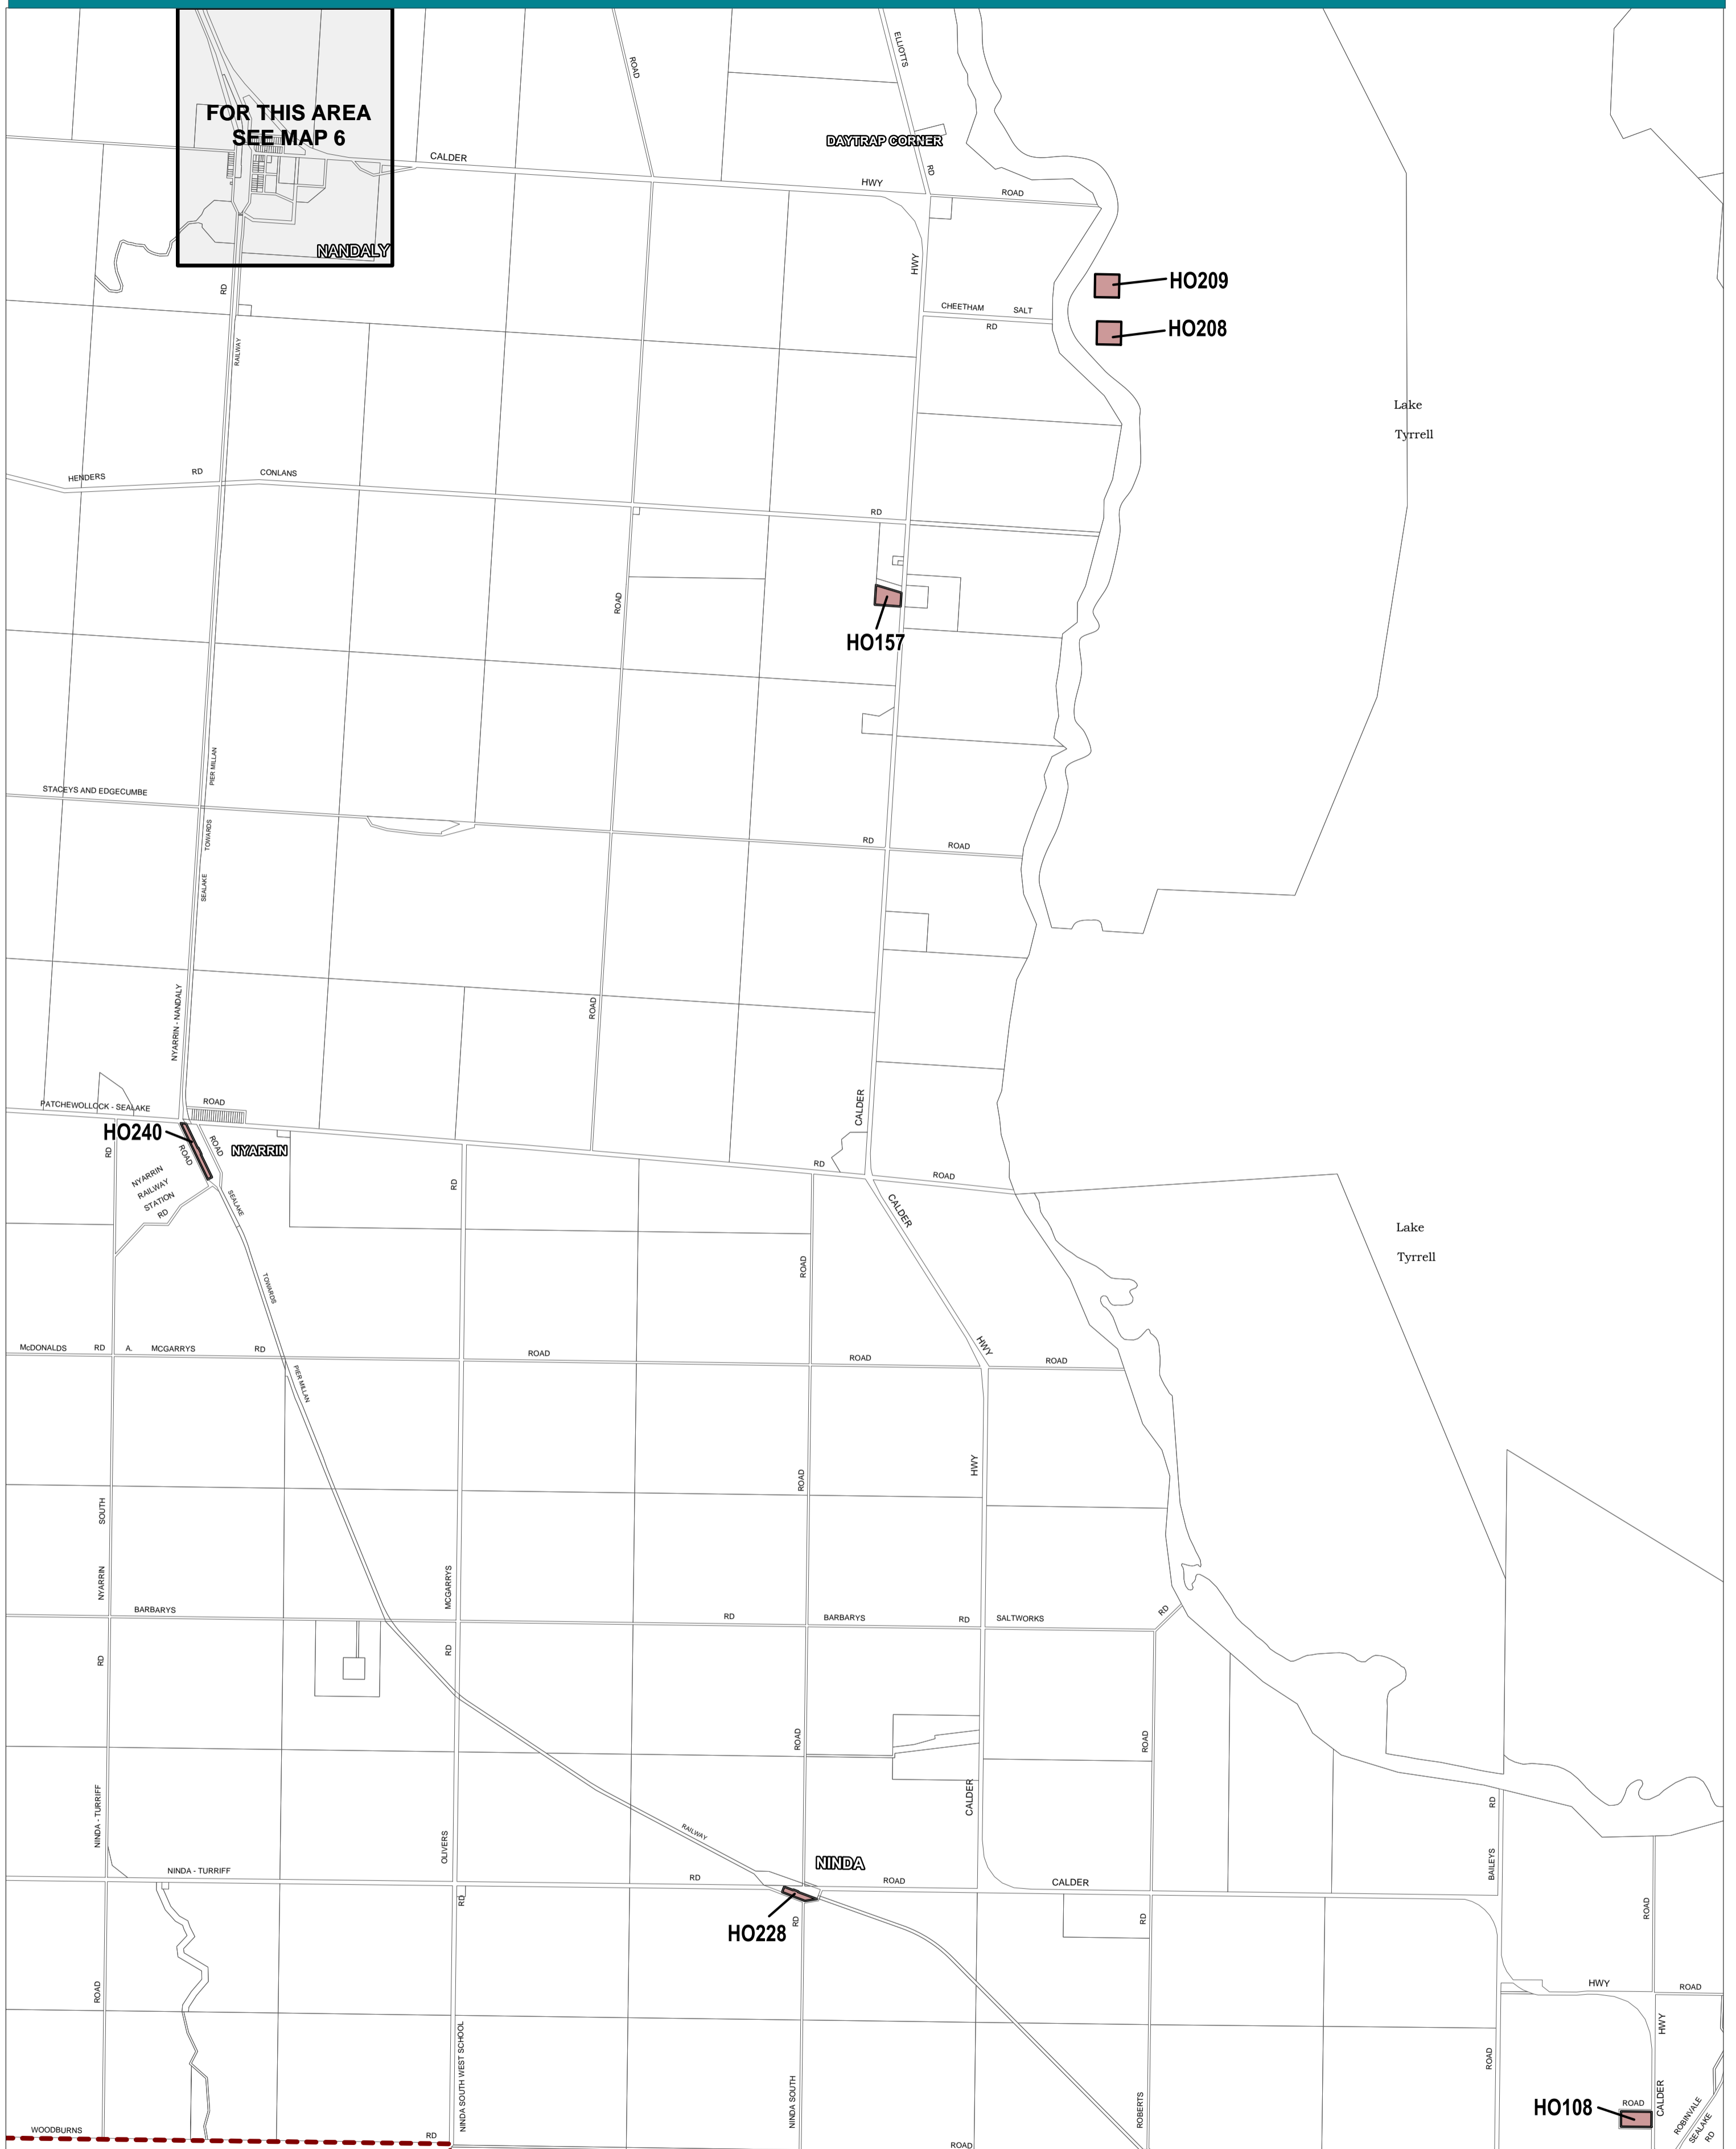 ELLIOTTS
ROAD
FOR THIS AREA
SEE MAP 6
DAYTRAP CORNER
CALDER
RD
HWY
ROAD
NANDALY
HWY
HO209
RD
CHEETHAM SALT
RD
HO208
RAILWAY
Lake
Tyrrell
HENDERS RD CONLANS
RD
ROAD
HO157
PIER MILLAN
STACEYS AND EDGECUMBE
TOWARDS
RD
ROAD
SEALAKE
NYARRIN - NANDALY
ROAD
CALDER
PATCHEWOLLOCK - SEALAKE
ROAD
HO240
RD
ROAD
ROAD
NYARRIN
RD
ROAD
NYARRIN
RAILWAY
STATION
RD
SEALAKE
RD
CALDER
Lake
Tyrrell
ROAD
TOWARDS
HWY
McDONALDS RD A. MCGARRYS RD
ROAD
ROAD
ROAD
PIER MILLAN
HWY
ROAD
SOUTH
NYARRIN
MCGARRYS
BARBARYS
RD
BARBARYS
RD
SALTWORKS
RD
RD
RD
ROAD
ROAD
CALDER
RD
NINDA - TURRIFF
RAILWAY
OLIVERS
NINDA
BAILEYS
NINDA - TURRIFF
RD
ROAD
CALDER
RD
HO228
RD
RD
ROAD
ROAD
HWY
ROAD
HWY
NINDA SOUTH WEST SCHOOL
ROAD
NINDA SOUTH
ROBERTS
HO108
ROAD
CALDER
ROBINVALE
SEALAKE
RD
WOODBURNS
RD
ROAD